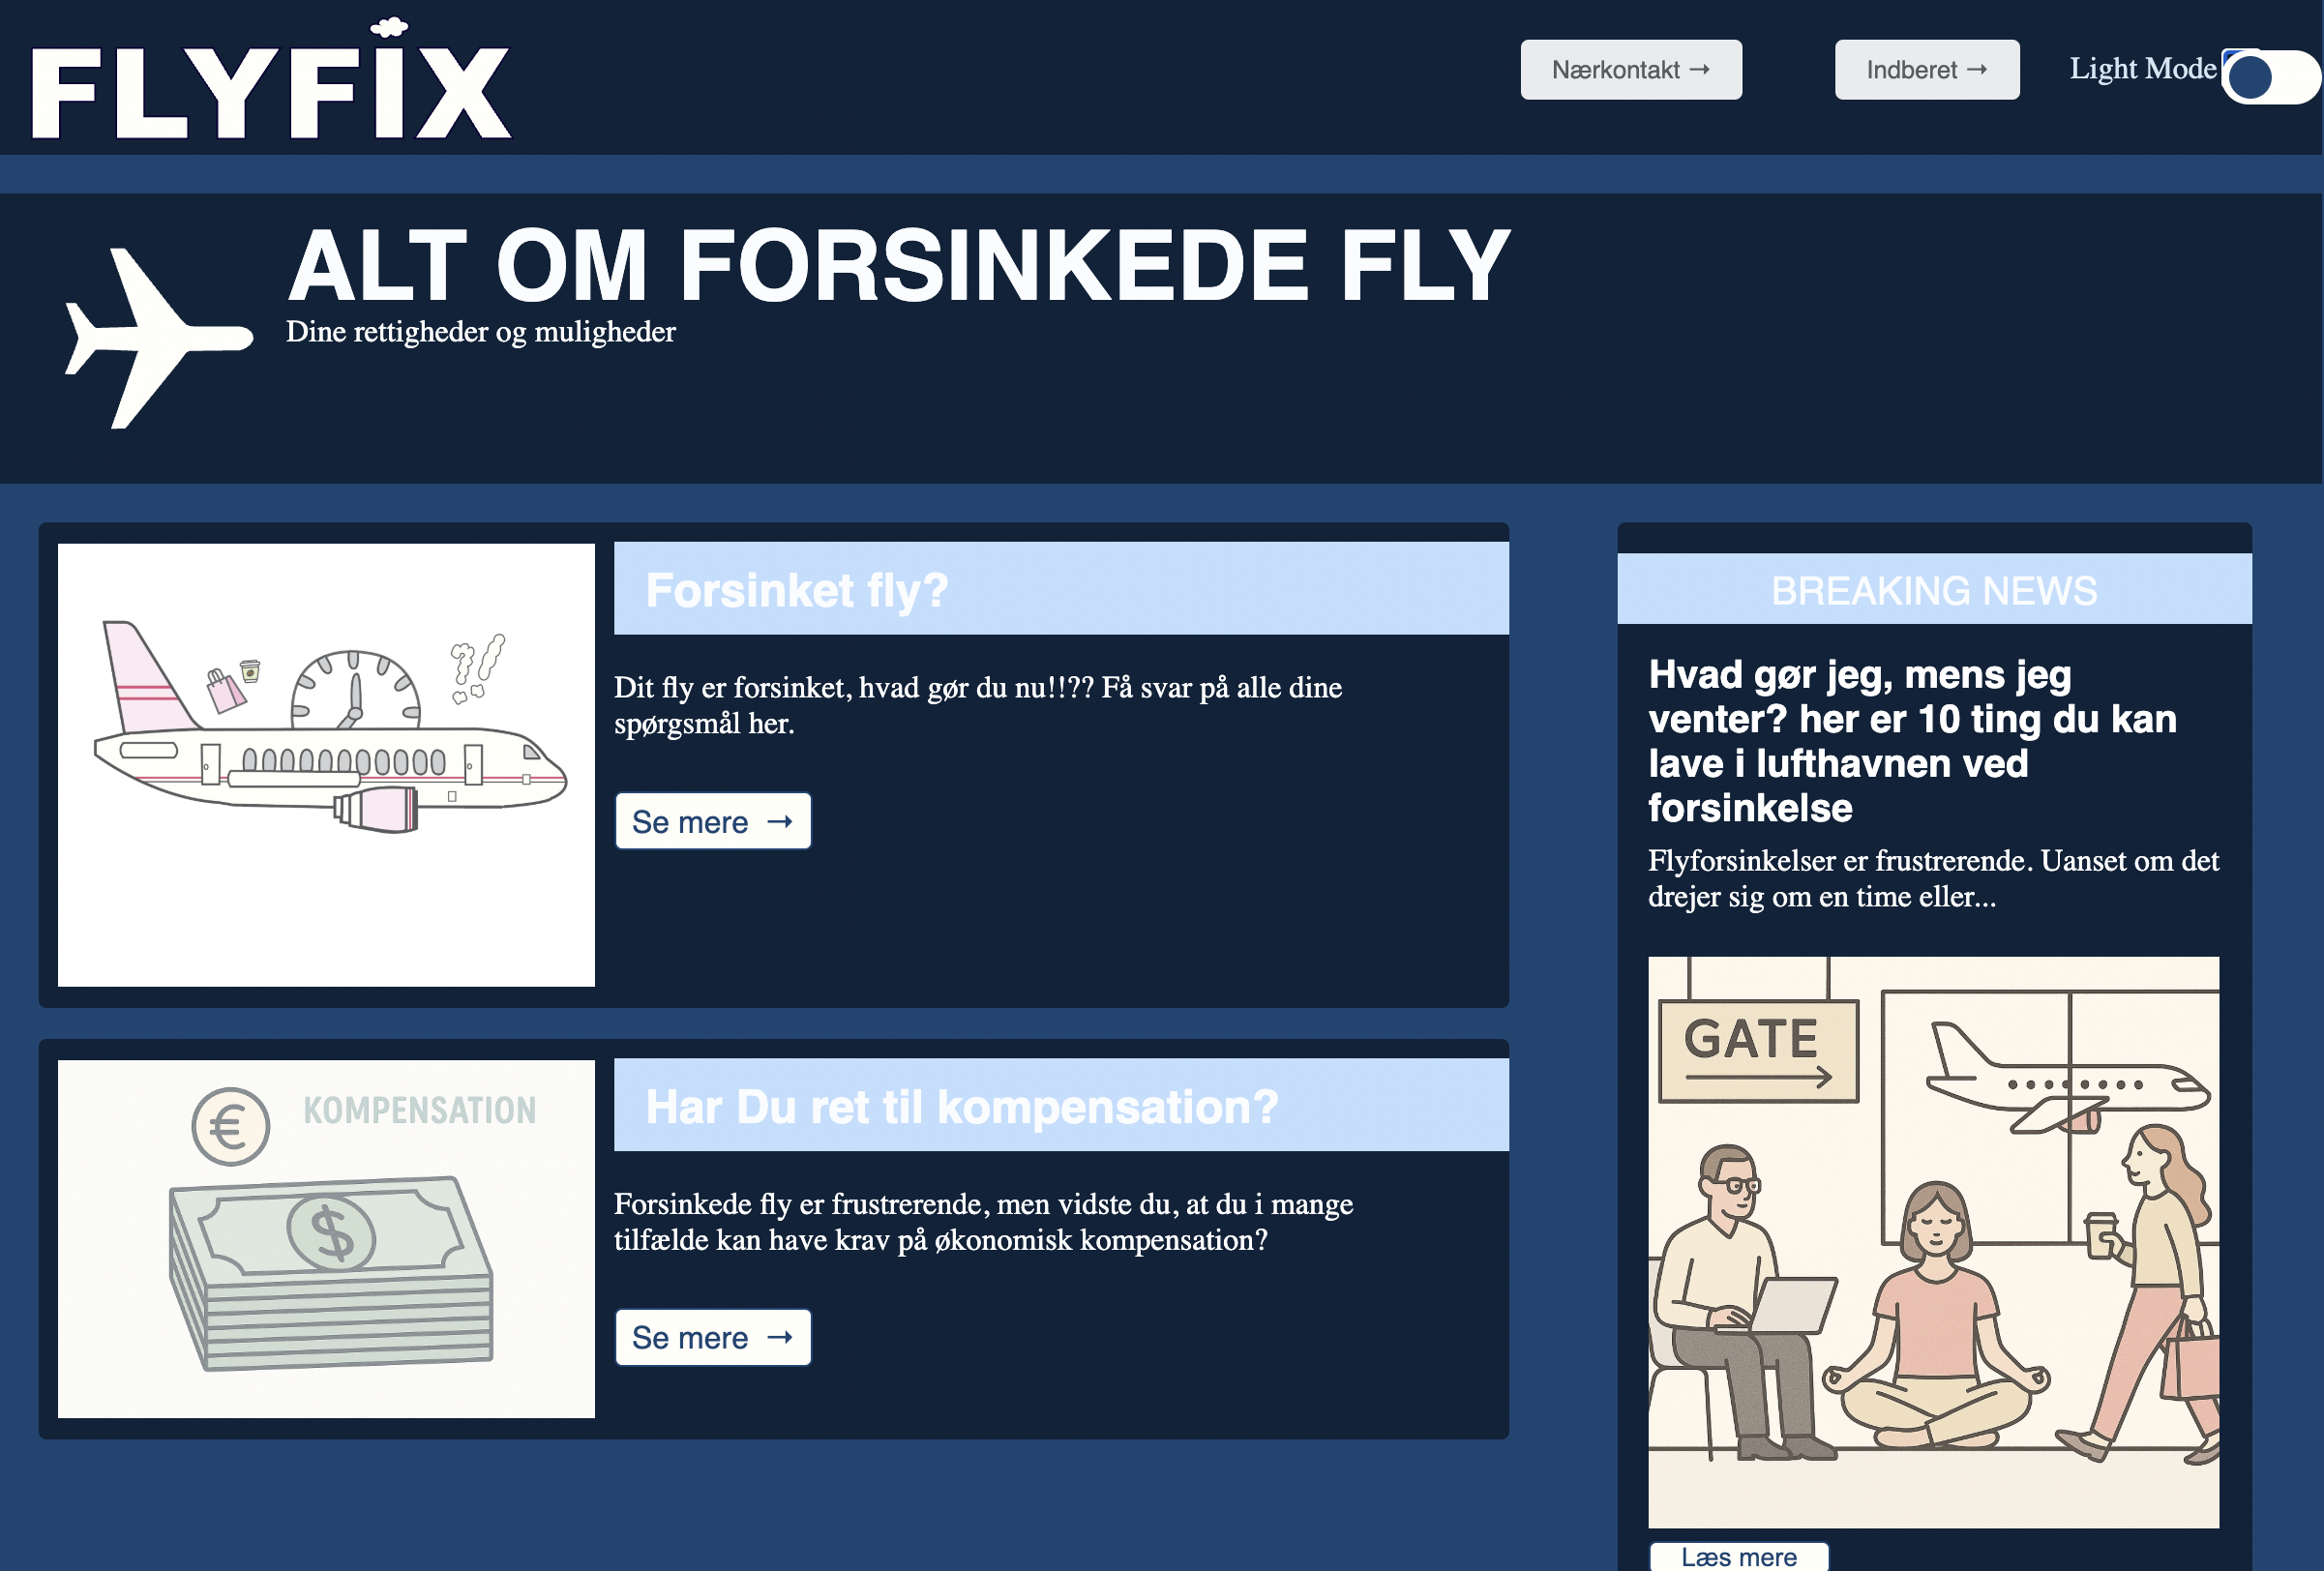 FLYFIX
Nærkontakt →
Indberet →
Light Mode
ALT OM FORSINKEDE FLY
Dine rettigheder og muligheder
Forsinket fly?
Dit fly er forsinket, hvad gør du nu!!?? Få svar på alle dine
spørgsmål her.
Se mere →
KOMPENSATION
€
$
Har Du ret til kompensation?
Forsinkede fly er frustrerende, men vidste du, at du i mange
tilfælde kan have krav på økonomisk kompensation?
Se mere →
BREAKING NEWS
Hvad gør jeg, mens jeg
venter? her er 10 ting du kan
lave i lufthavnen ved
forsinkelse
Flyforsinkelser er frustrerende. Uanset om det
drejer sig om en time eller...
GATE
Læs mere